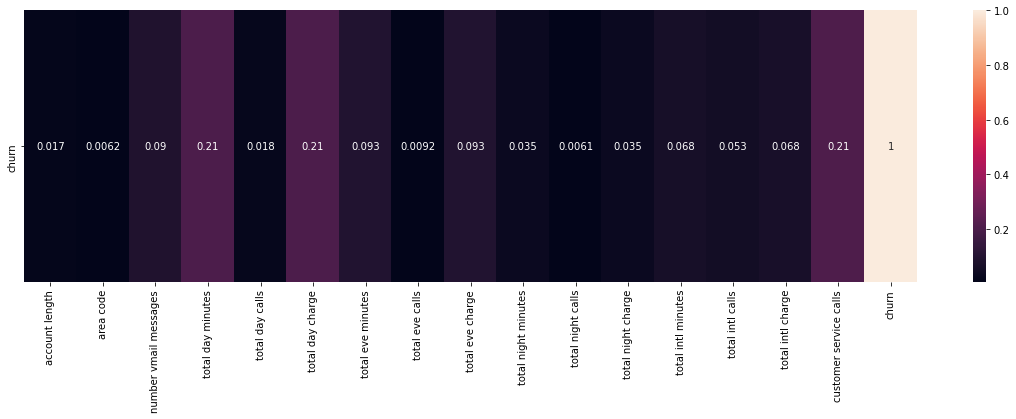 churn
0.017 0.0062 0.09 0.21 0.018 0.21 0.093 0.0092 0.093 0.035 0.0061 0.035 0.068 0.053 0.068 0.21 1
account length
area code
number vmail messages
total day minutes
total day calls
total day charge
total eve minutes
total eve calls
total eve charge
total night minutes
total night calls
total night charge
total intl minutes
total intl calls
total intl charge
customer service calls
churn
1.0
0.8
0.6
0.4
0.2